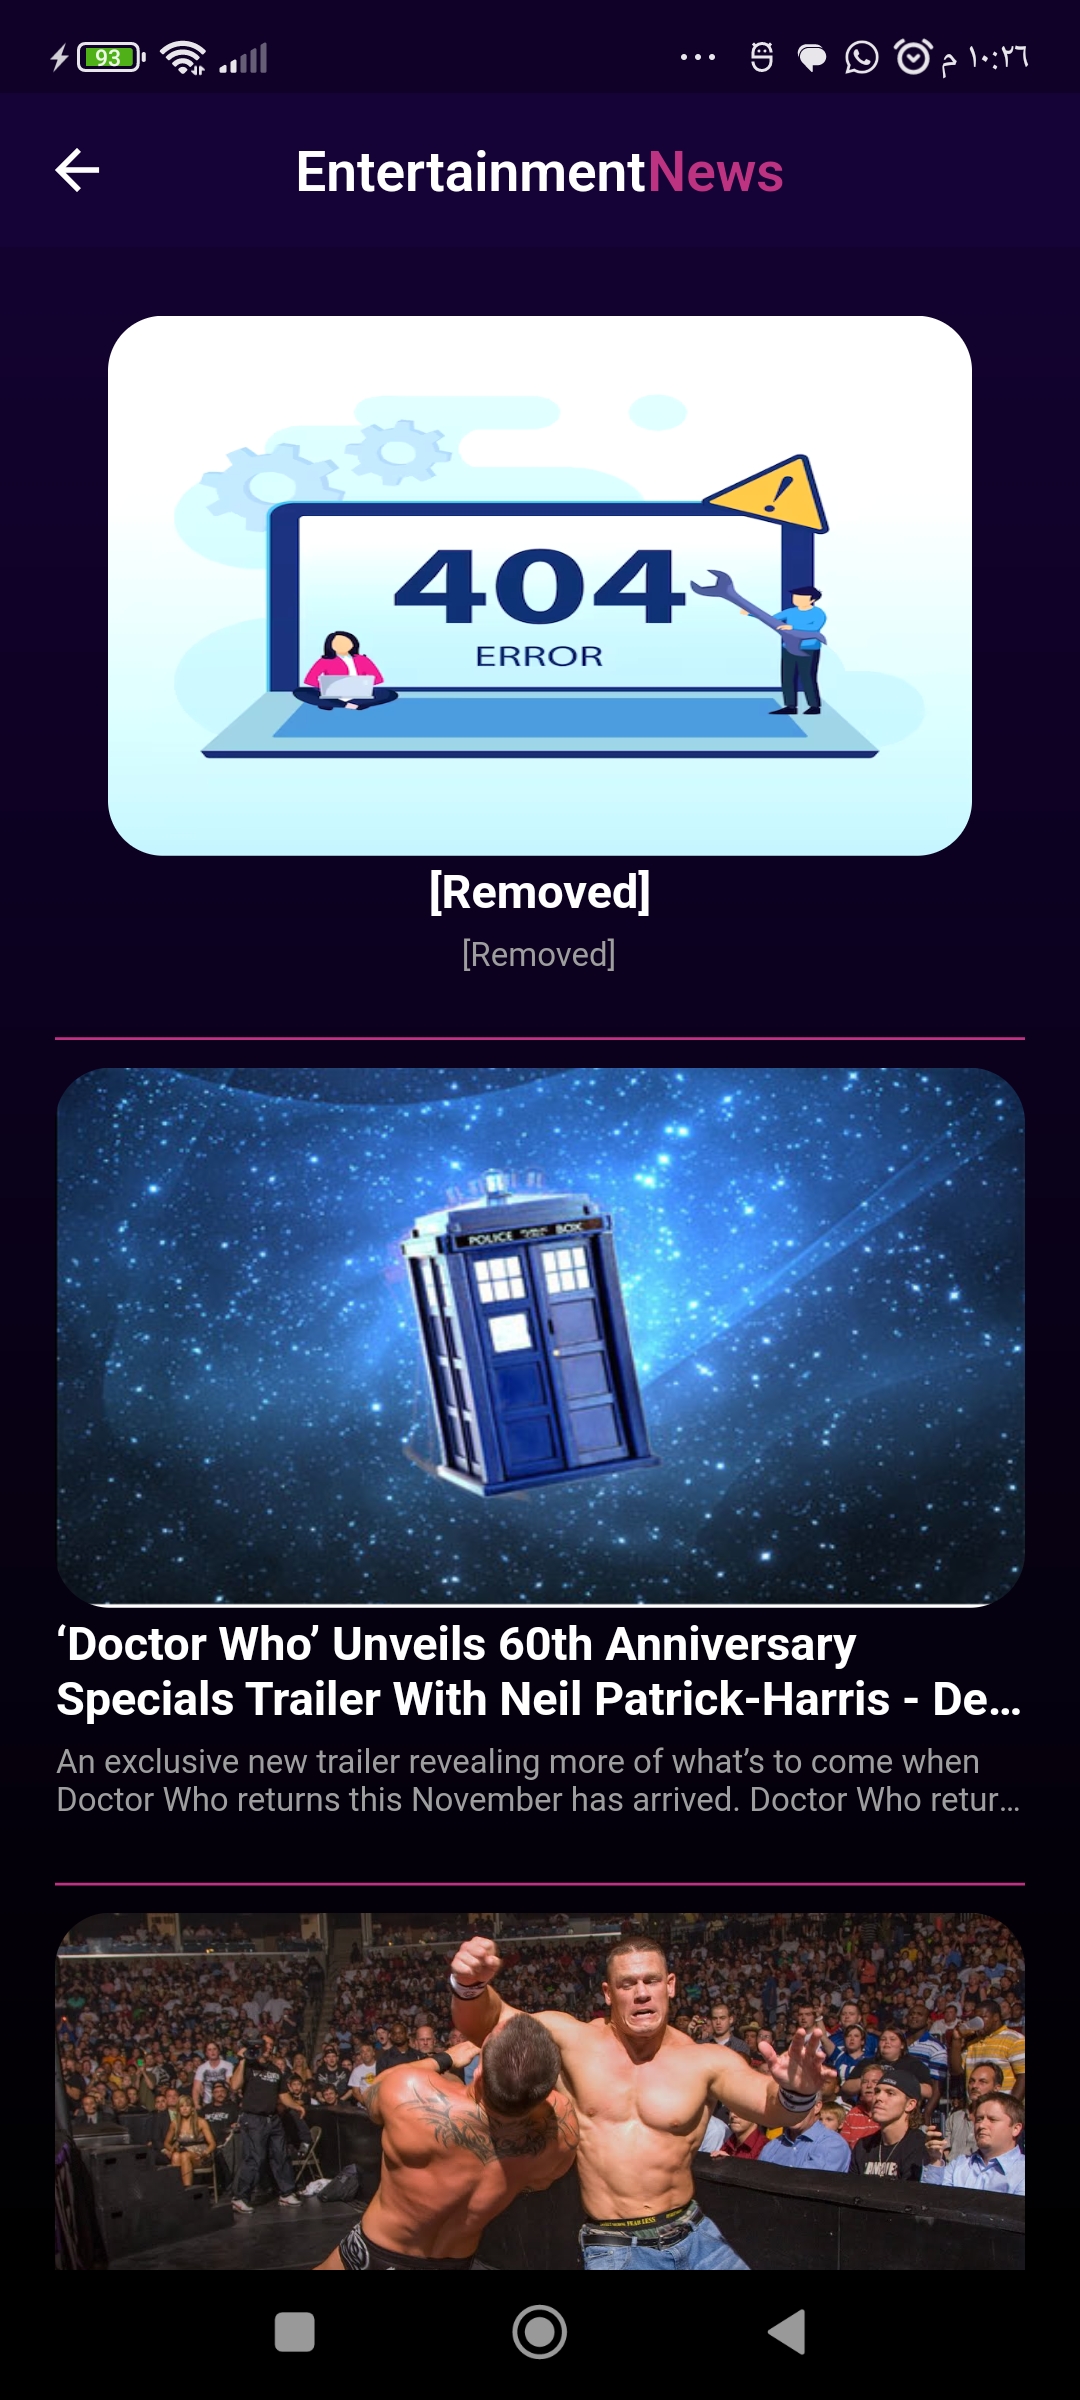 93
١٠:٢٦ م
EntertainmentNews
404
ERROR
[Removed]
[Removed]
POLICE BOX
‘Doctor Who’ Unveils 60th Anniversary
Specials Trailer With Neil Patrick-Harris - De...
An exclusive new trailer revealing more of what’s to come when
Doctor Who returns this November has arrived. Doctor Who retur...
FEAR LESS